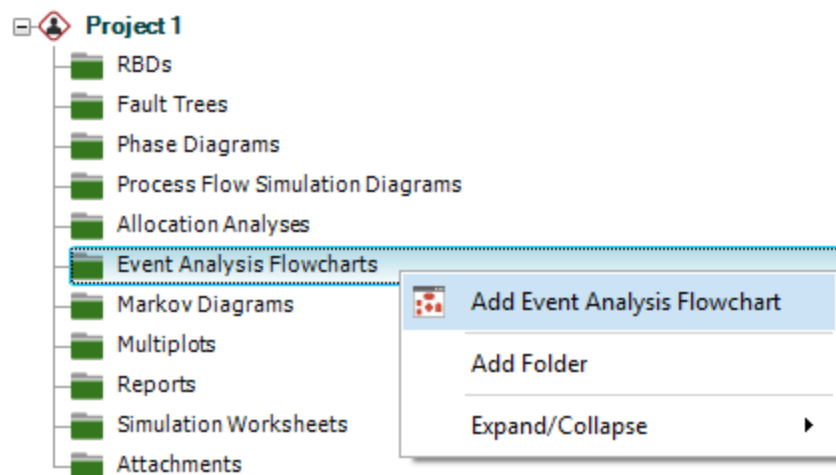 Project 1
RBDs
Fault Trees
Phase Diagrams
Process Flow Simulation Diagrams
Allocation Analyses
Event Analysis Flowcharts
Add Event Analysis Flowchart
Markov Diagrams
Multiplots
Add Folder
Reports
Simulation Worksheets
Expand/Collapse
Attachments